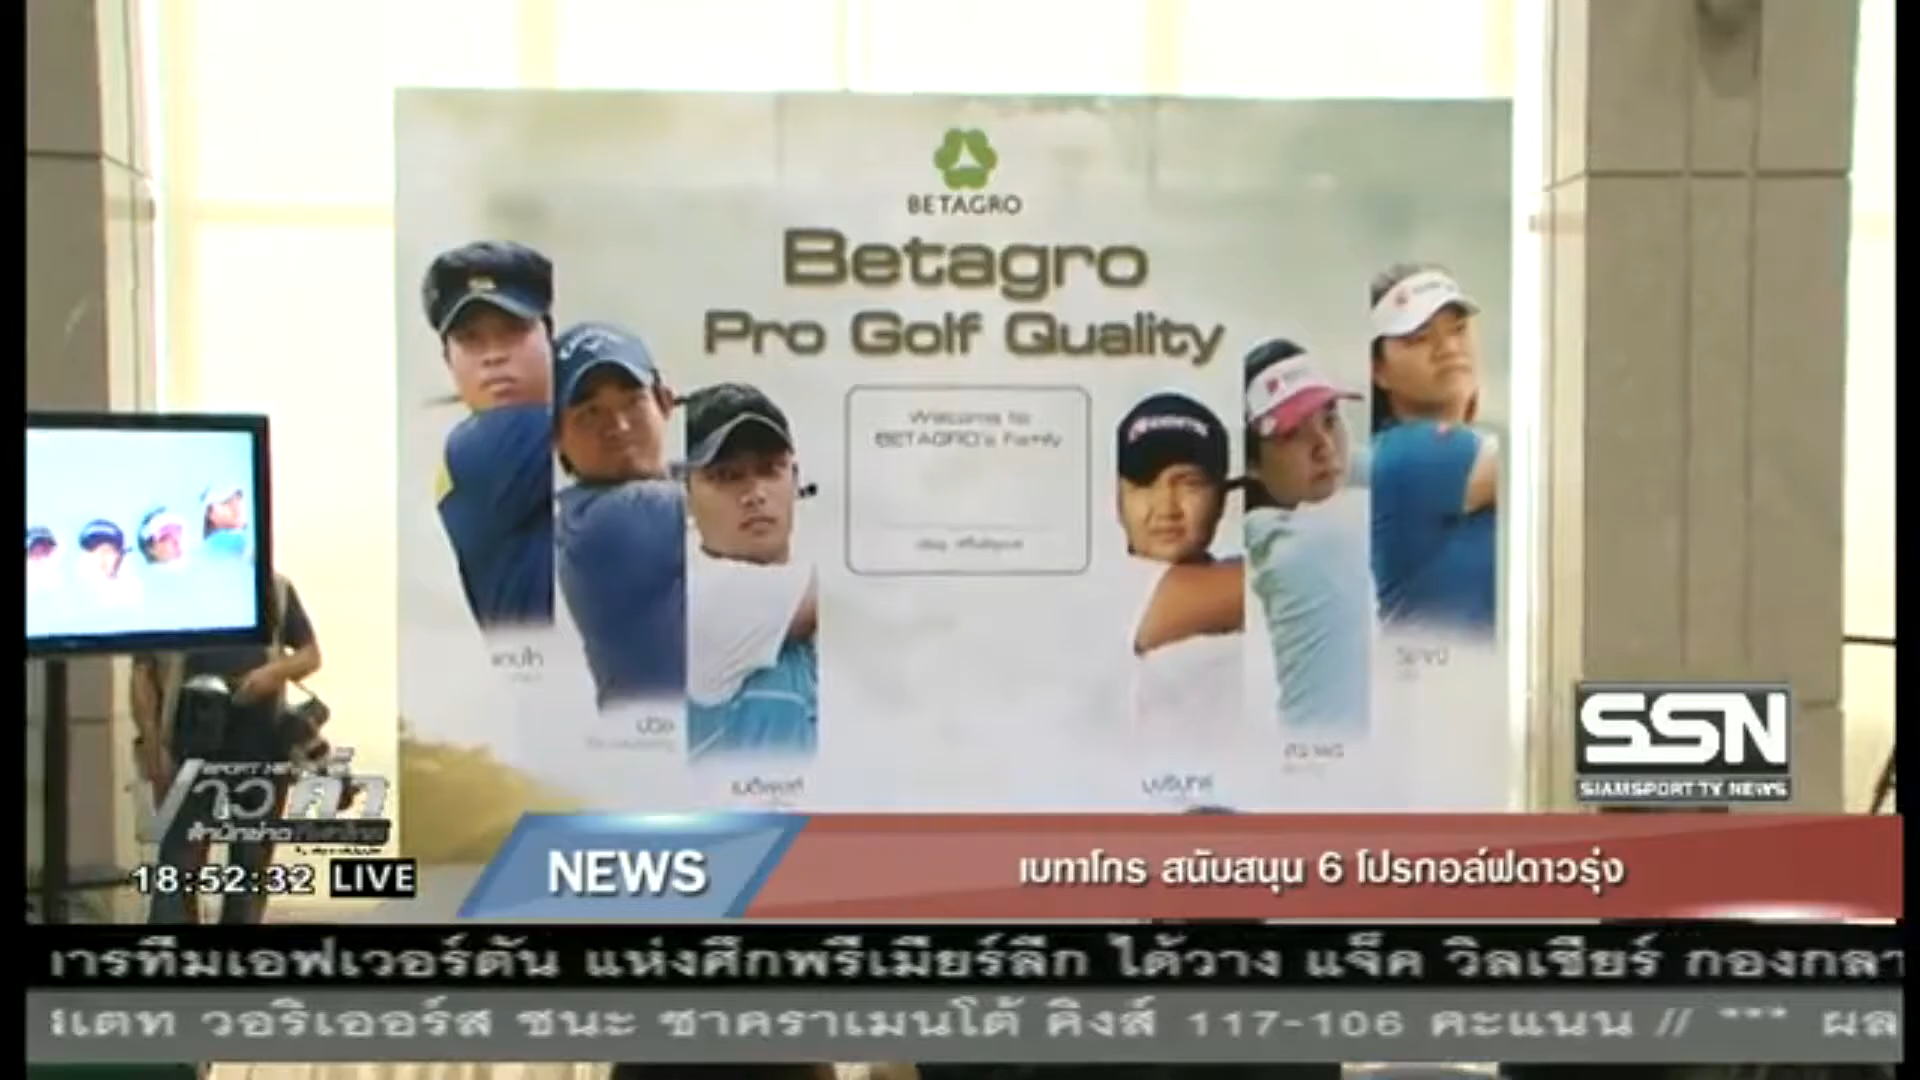 BETAGRO
Betagro
Pro Golf Quality
Welcome to
BETAGRO's Family
SSN
SIAMSPORT TV NEWS
18:52:32 LIVE
NEWS
เบทาโกร สนับสนุน 6 โปรกอล์ฟดาวรุ่ง
ารทีมเอฟเวอร์ตัน แห่งศึกพรีเมียร์ลีก ได้วาง แจ็ค วิลเชียร์ กองกลา
เตท วอริเออร์ส ชนะ ซาคราเมนโต้ คิงส์ 117-106 คะแนน // *** ผล